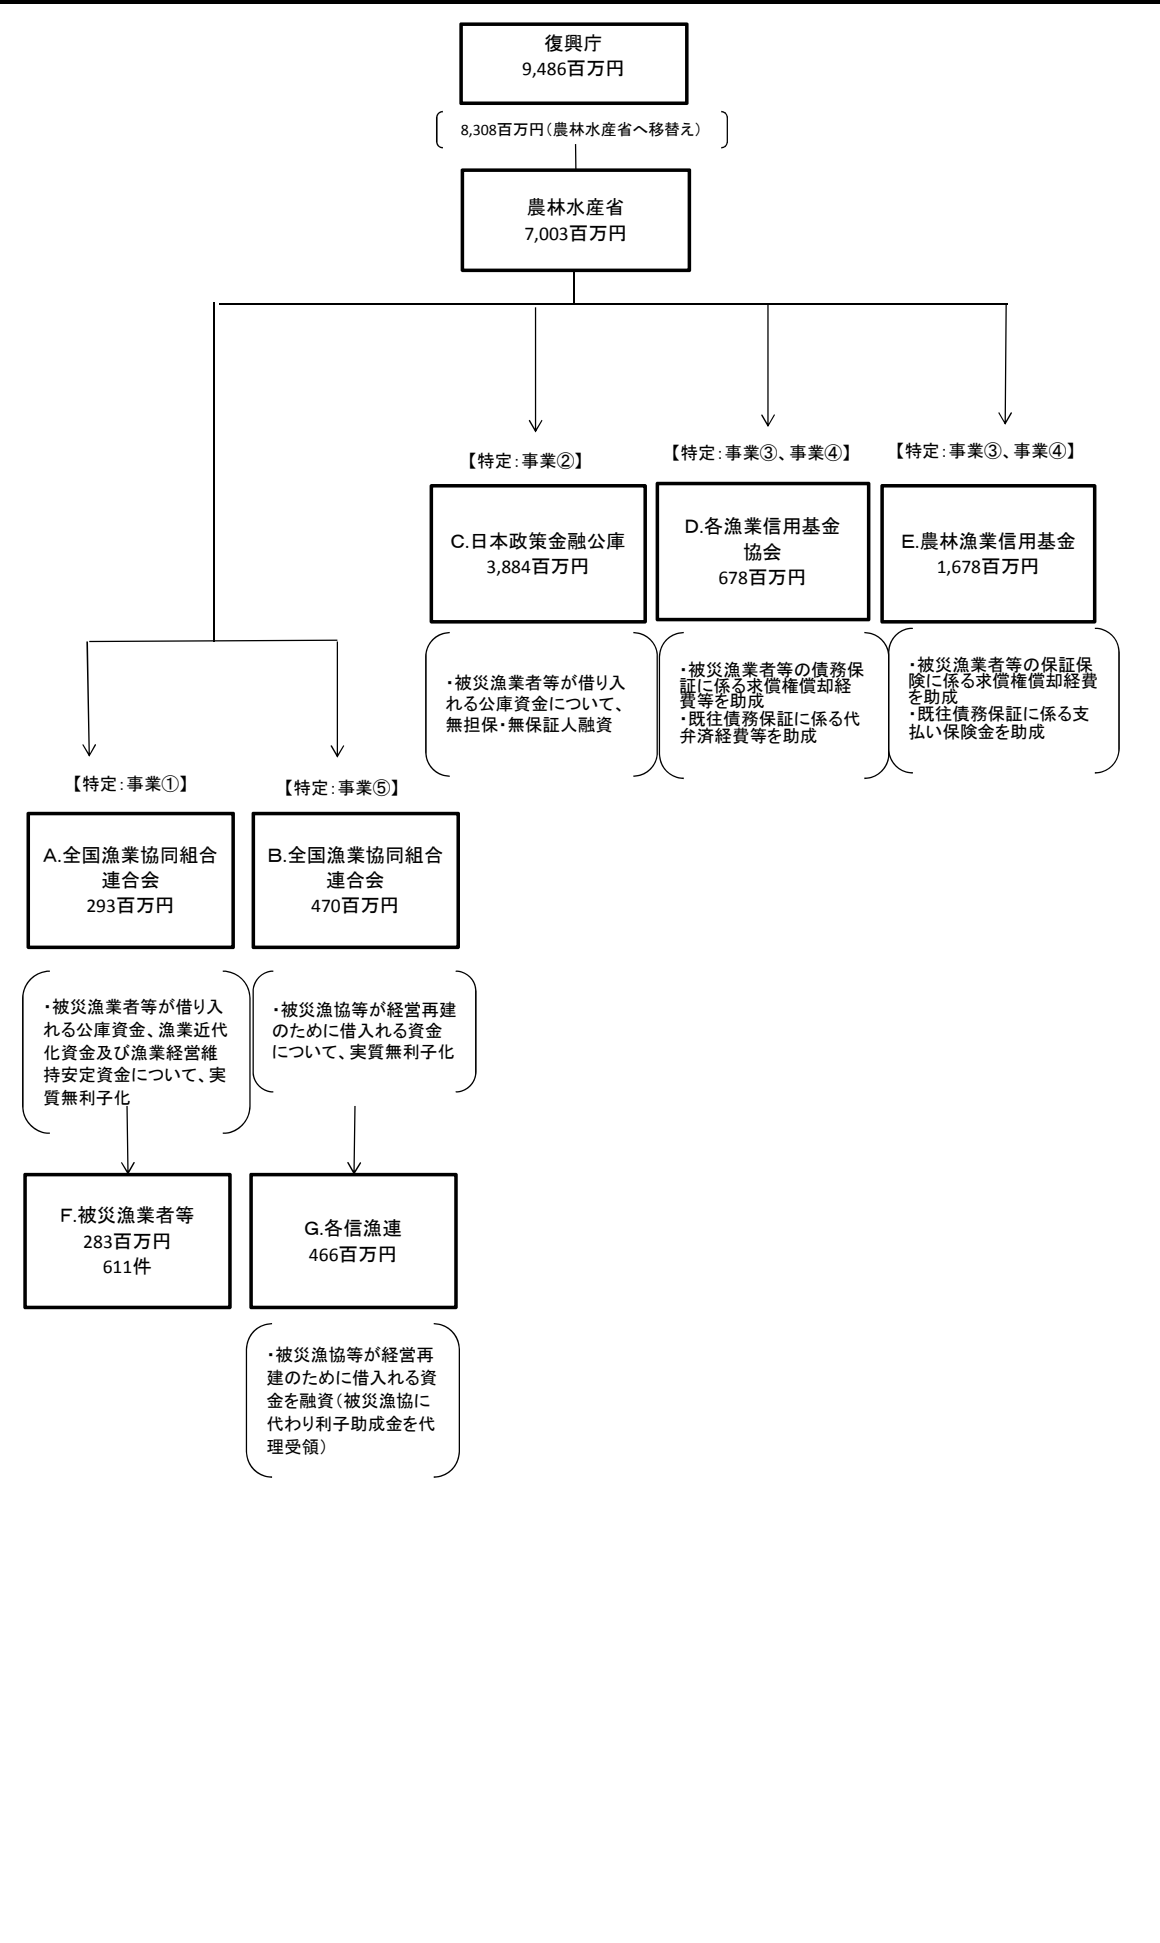 復興庁
9,486百万円
8,308百万円（農林水産省へ移替え）
農林水産省
7,003百万円
【特定：事業②】
C.日本政策金融公庫
3,884百万円
・被災漁業者等が借り入
れる公庫資金について、
無担保・無保証人融資
【特定：事業③、事業④】
D.各漁業信用基金
協会
678百万円
・被災漁業者等の債務保
証に係る求償権償却経
費等を助成
・既往債務保証に係る代
弁済経費等を助成
【特定：事業③、事業④】
E.農林漁業信用基金
1,678百万円
・被災漁業者等の保証保
険に係る求償権償却経費
を助成
・既往債務保証に係る支
払い保険金を助成
【特定：事業①】
A.全国漁業協同組合
連合会
293百万円
・被災漁業者等が借り入
れる公庫資金、漁業近代
化資金及び漁業経営維
持安定資金について、実
質無利子化
【特定：事業⑤】
B.全国漁業協同組合
連合会
470百万円
・被災漁協等が経営再建
のために借入れる資金
について、実質無利子化
F.被災漁業者等
283百万円
611件
G.各信漁連
466百万円
・被災漁協等が経営再
建のために借入れる資
金を融資（被災漁協に
代わり利子助成金を代
理受領）